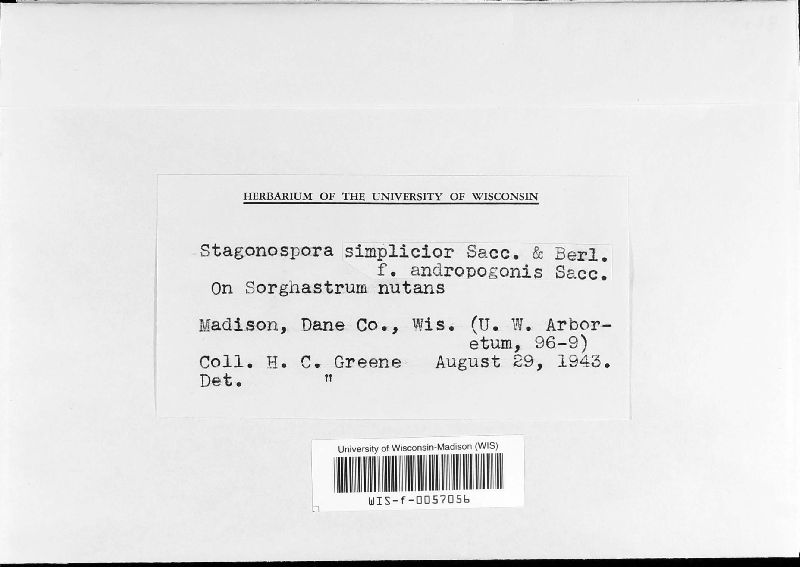 HERBARIUM OF THE UNIVERSITY OF WISCONSIN
Stagonospora simplicior Sacc. & Berl.
f. andropogonis Sacc.
On Sorghastrum nutans
Madison, Dane Co., Wis. (U. W. Arbor-
etum, 96-9)
Coll. H. C. Greene August 29, 1943.
Det. "
University of Wisconsin-Madison (WIS)
WIS-f-0057056